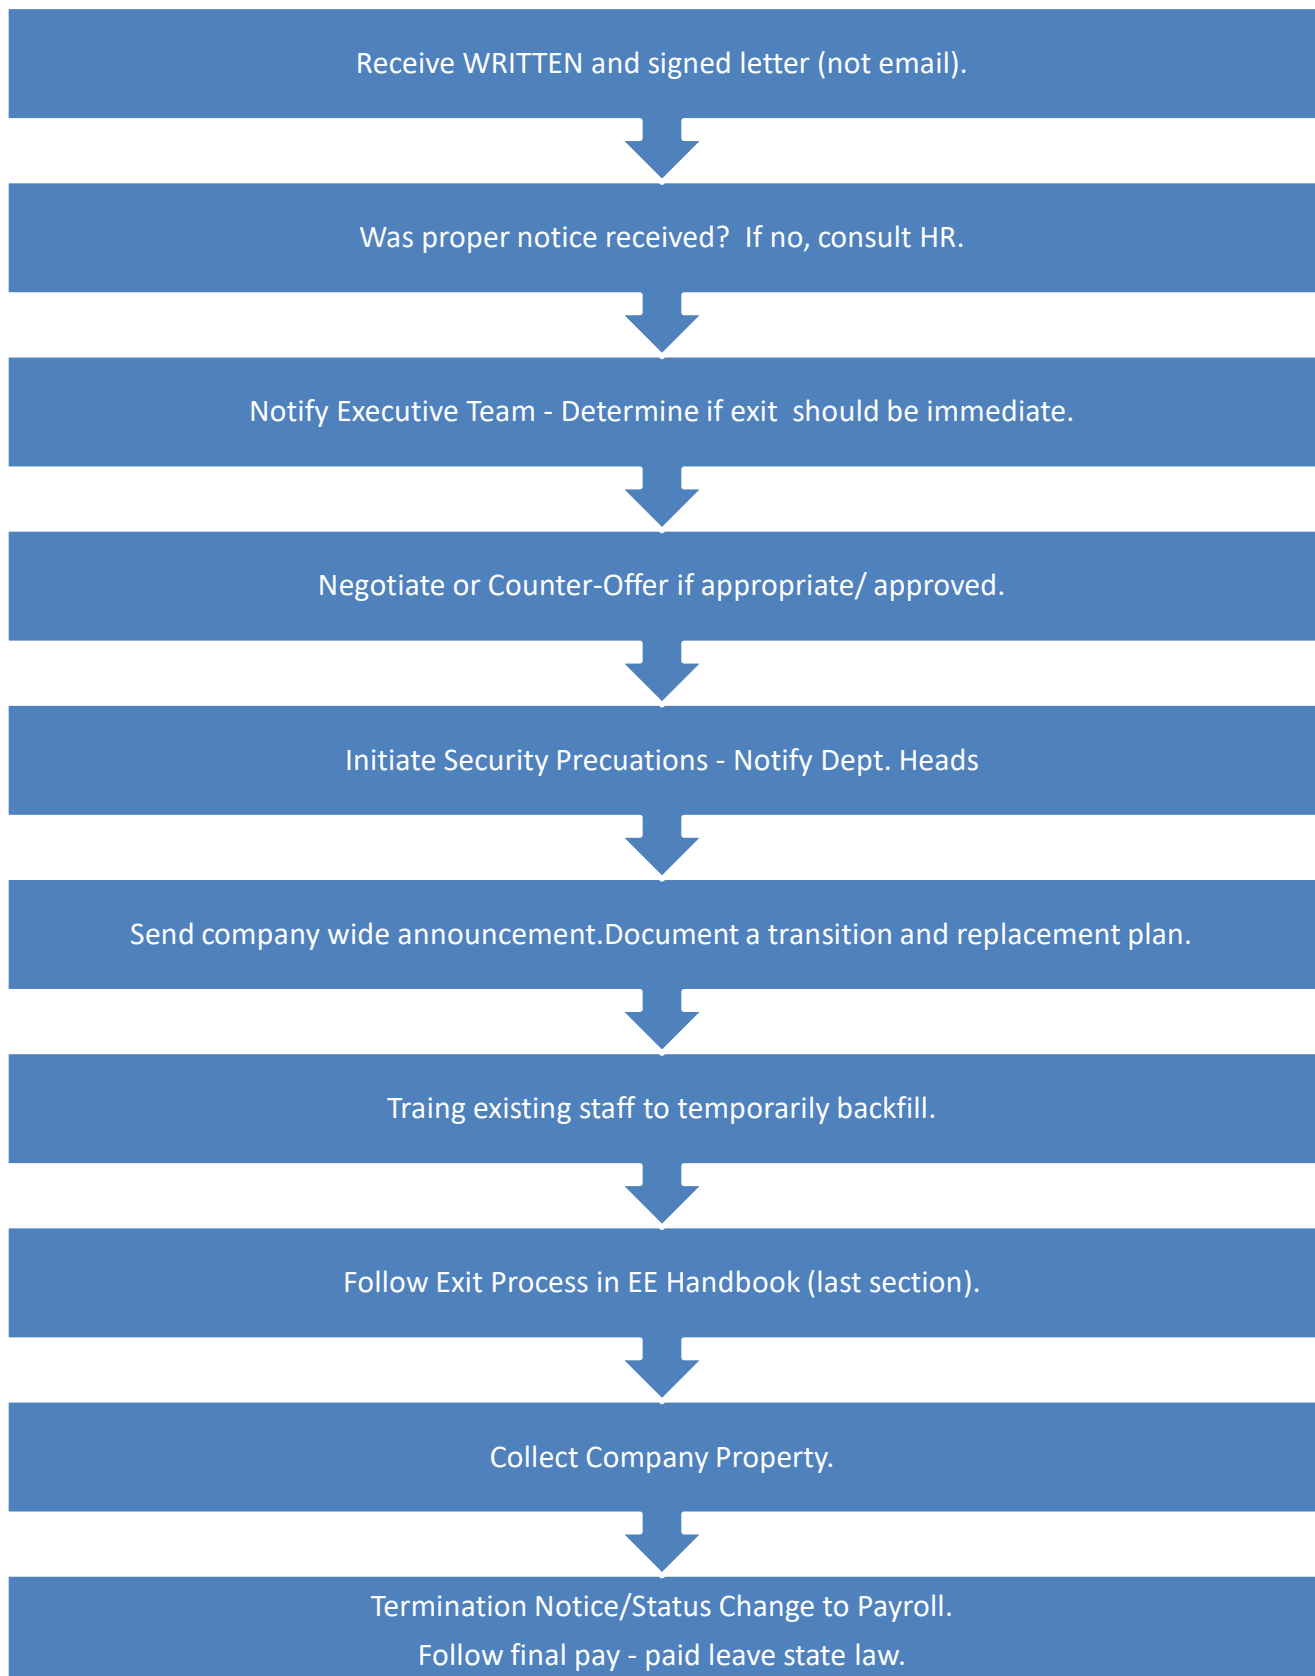 Receive WRITTEN and signed letter (not email).
Was proper notice received?  If no, consult HR.
Notify Executive Team - Determine if exit  should be immediate.
Negotiate or Counter-Offer if appropriate/ approved.
Initiate Security Precuations - Notify Dept. Heads
Send company wide announcement.Document a transition and replacement plan.
Traing existing staff to temporarily backfill.
Follow Exit Process in EE Handbook (last section).
Collect Company Property.
Termination Notice/Status Change to Payroll.
Follow final pay - paid leave state law.